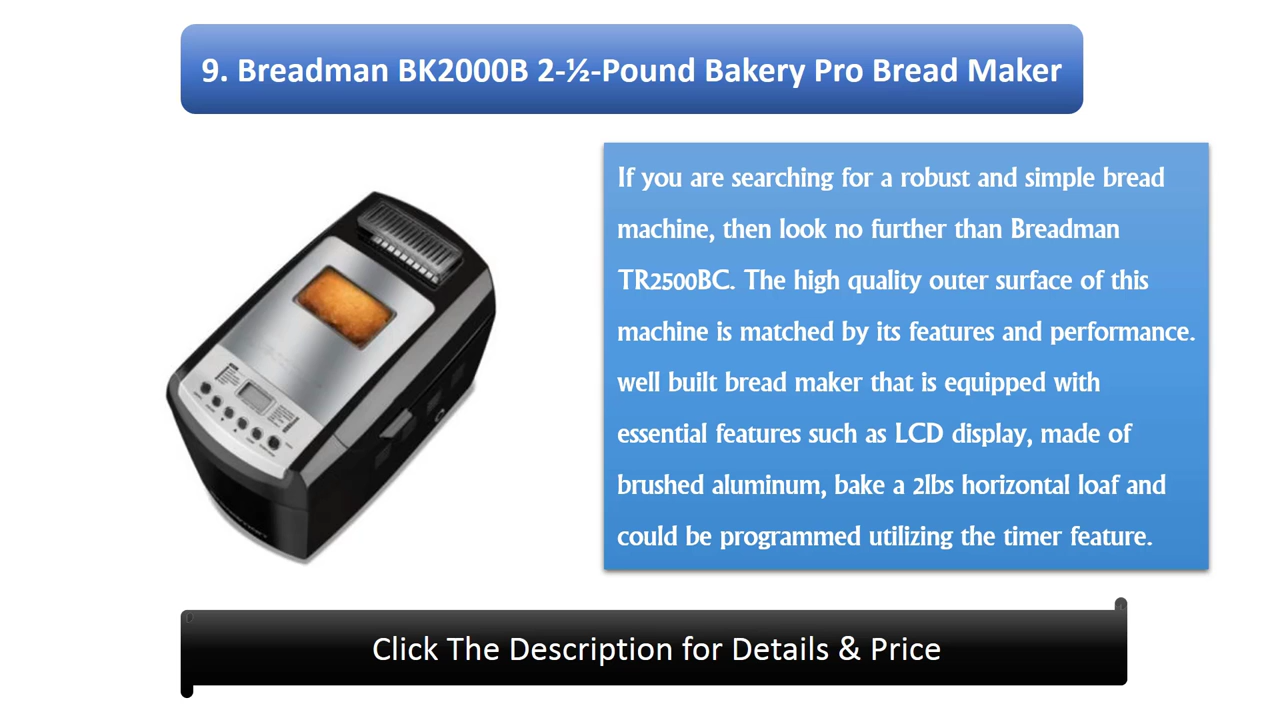 9. Breadman BK2000B 2-½-Pound Bakery Pro Bread Maker
If you are searching for a robust and simple bread
machine, then look no further than Breadman
TR2500BC. The high quality outer surface of this
machine is matched by its features and performance.
well built bread maker that is equipped with
essential features such as LCD display, made of
brushed aluminum, bake a 2lbs horizontal loaf and
could be programmed utilizing the timer feature.
Click The Description for Details & Price